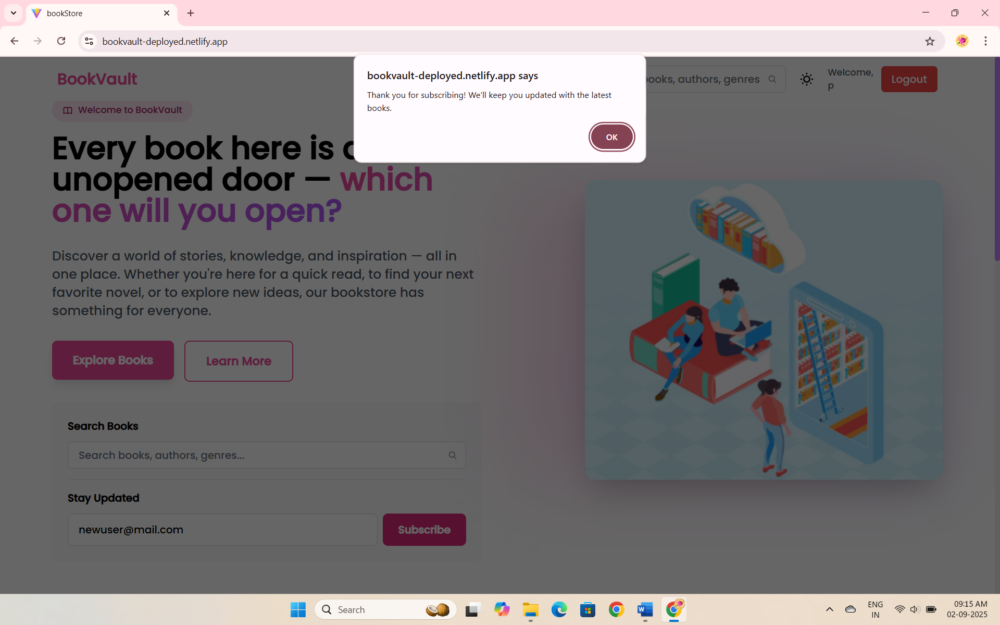 bookStore
bookvault-deployed.netlify.app
BookVault
books, authors, genres
Welcome,
p
Logout
bookvault-deployed.netlify.app says
Thank you for subscribing! We'll keep you updated with the latest
books.
OK
Welcome to BookVault
Every book here is
unopened door — which
one will you open?
Discover a world of stories, knowledge, and inspiration — all in
one place. Whether you're here for a quick read, to find your next
favorite novel, or to explore new ideas, our bookstore has
something for everyone.
Explore Books
Learn More
Search Books
Search books, authors, genres...
Stay Updated
newuser@mail.com
Subscribe
Search
ENG
IN
09:15 AM
02-09-2025